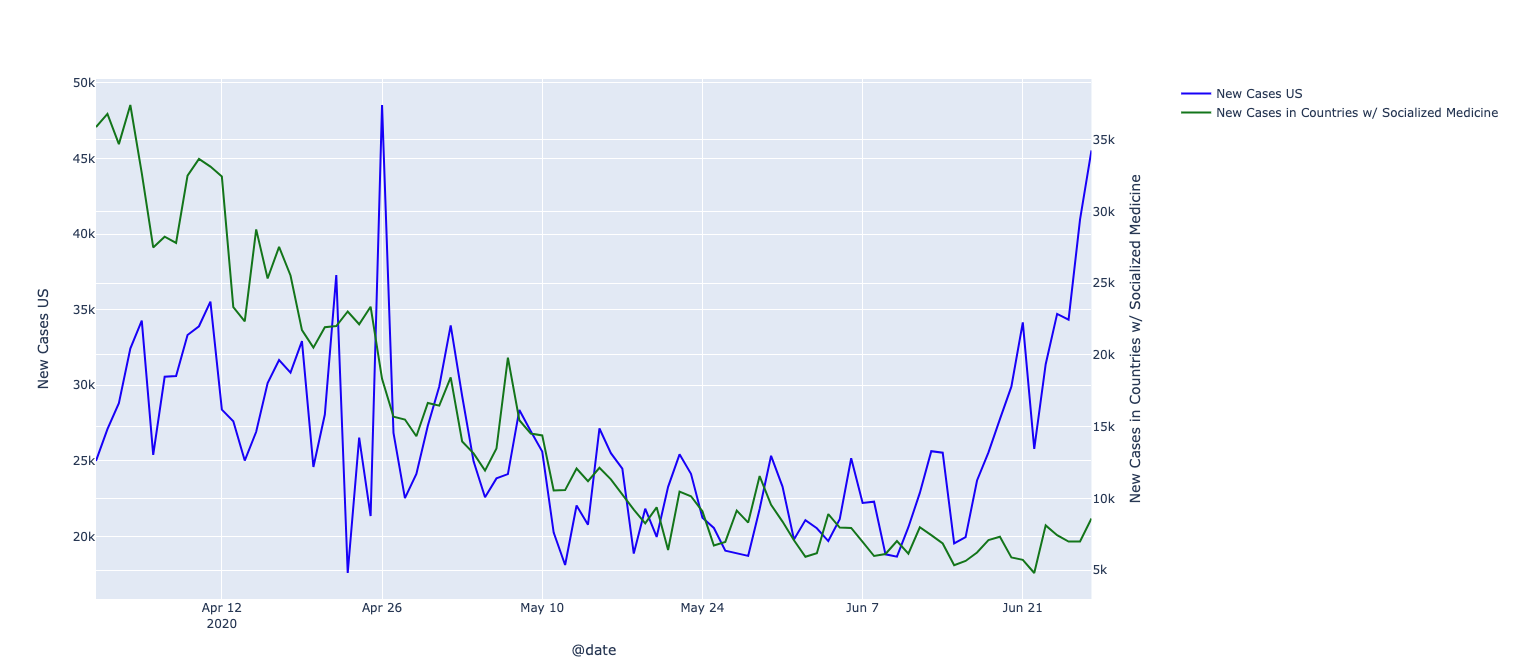 50k
45k
40k
35k
30k
25k
20k
New Cases US
35k
30k
25k
20k
15k
10k
5k
New Cases in Countries w/ Socialized Medicine
Apr 12
2020
Apr 26
May 10
May 24
Jun 7
Jun 21
@date
New Cases US
New Cases in Countries w/ Socialized Medicine